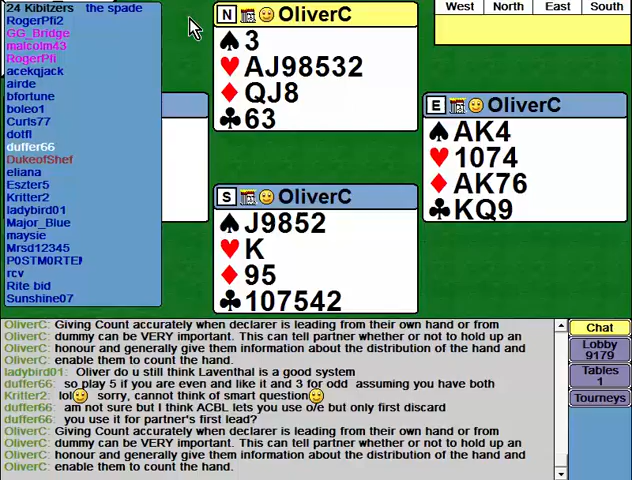 24 Kibitzers the spade
RogerPfi2
GG_Bridge
malcolm43
RogerPfi
acekqjack
airde
bfortune
boleo1
Curls77
dotfl
duffer66
DukeofShef
eliana
Eszter5
Kritter2
ladybird01
Major_Blue
maysie
Mrsd12345
P0STM0RTE
rcv
Rite bid
Sunshine07
N OliverC
♠ 3
♥ AJ98532
♦ QJ8
♣ 63
West North East South
E OliverC
♠ AK4
♥ 1074
♦ AK76
♣ KQ9
S OliverC
♠ J9852
♥ K
♦ 95
♣ 107542
OliverC: Giving Count accurately when declarer is leading from their own hand or from
OliverC: dummy can be VERY important. This can tell partner whether or not to hold up an
OliverC: honour and generally give them information about the distribution of the hand and
OliverC: enable them to count the hand.
ladybird01: Oliver do u still think Laventhal is a good system
duffer66: so play 5 if you are even and like it and 3 for odd assuming you have both
Kritter2: lol sorry, cannot think of smart question
duffer66: am not sure but I think ACBL lets you use o/e but only first discard
duffer66: you use it for partner's first lead?
OliverC: Giving Count accurately when declarer is leading from their own hand or from
OliverC: dummy can be VERY important. This can tell partner whether or not to hold up an
OliverC: honour and generally give them information about the distribution of the hand and
OliverC: enable them to count the hand.
Chat
Lobby
9179
Tables
1
Tourneys